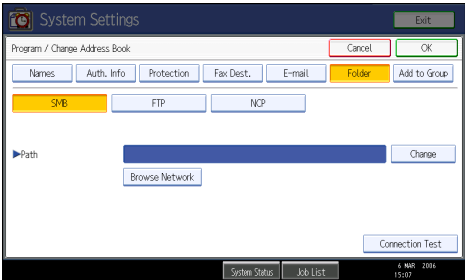 System Settings
Exit
Program / Change Address Book
Cancel
OK
Names
Auth. Info
Protection
Fax Dest.
E-mail
Folder
Add to Group
SMB
FTP
NCP
▶Path
Change
Browse Network
Connection Test
System Status
Job List
6 MAR 2006
15:07